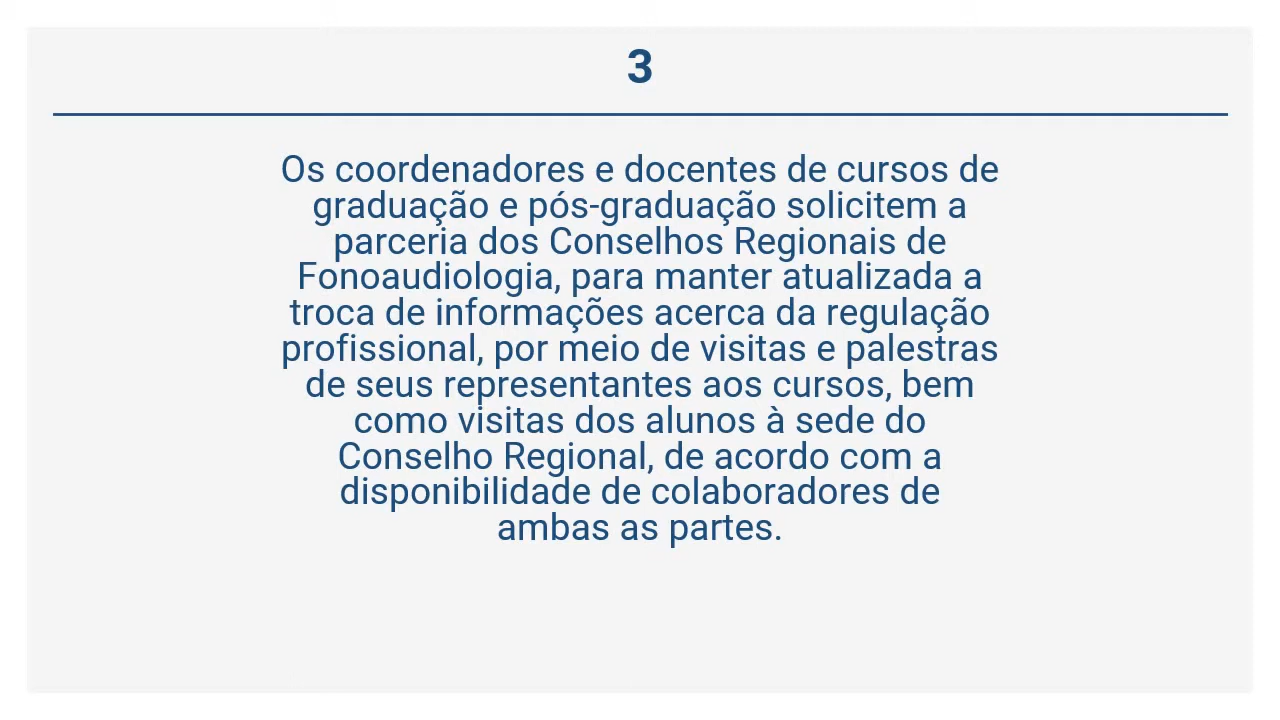 3
Os coordenadores e docentes de cursos de
graduação e pós-graduação solicitem a
parceria dos Conselhos Regionais de
Fonoaudiologia, para manter atualizada a
troca de informações acerca da regulação
profissional, por meio de visitas e palestras
de seus representantes aos cursos, bem
como visitas dos alunos à sede do
Conselho Regional, de acordo com a
disponibilidade de colaboradores de
ambas as partes.